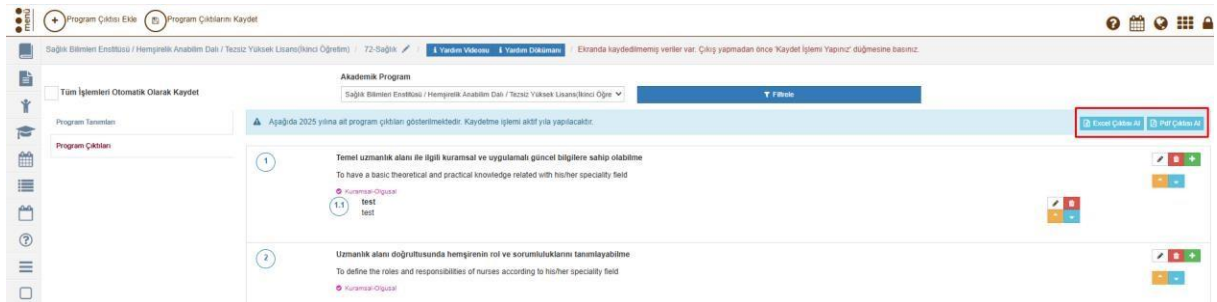 menü
Program Çıktısı Ekle
Program Çıktılarını Kaydet
Sağlık Bilimleri Enstitüsü / Hemşirelik Anabilim Dalı / Tezsiz Yüksek Lisans(İkinci Öğretim) / 72-Sağlık / Yardım Videosu Yardım Dökümanı / Ekranda kaydedilmemiş veriler var. Çıkış yapmadan önce 'Kaydet İşlemi Yapınız' düğmesine basınız.
Akademik Program
Tüm İşlemleri Otomatik Olarak Kaydet
Sağlık Bilimleri Enstitüsü / Hemşirelik Anabilim Dalı / Tezsiz Yüksek Lisans(İkinci Öğre
Filtrele
Program Tanımları
Aşağıda 2025 yılına ait program çıktıları gösterilmektedir. Kaydetme işlemi aktif yıla yapılacaktır.
Excel Çıktısı Al
Pdf Çıktısı Al
Program Çıktıları
1
Temel uzmanlık alanı ile ilgili kuramsal ve uygulamalı güncel bilgilere sahip olabilme
To have a basic theoretical and practical knowledge related with his/her speciality field
Kuramsal-Olgusal
1.1
test
test
2
Uzmanlık alanı doğrultusunda hemşirenin rol ve sorumluluklarını tanımlayabilme
To define the roles and responsibilities of nurses according to his/her speciality field
Kuramsal-Olgusal